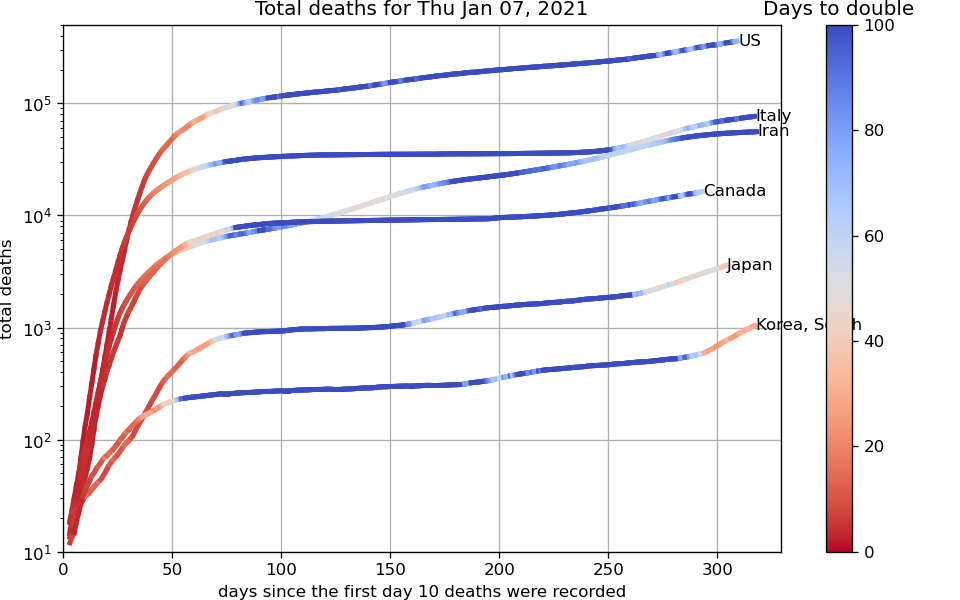 Total deaths for Thu Jan 07, 2021
Days to double
total deaths
10⁵
10⁴
10³
10²
10¹
US
Italy
Iran
Canada
Japan
Korea, S
h
100
80
60
40
20
0
0 50 100 150 200 250 300
days since the first day 10 deaths were recorded